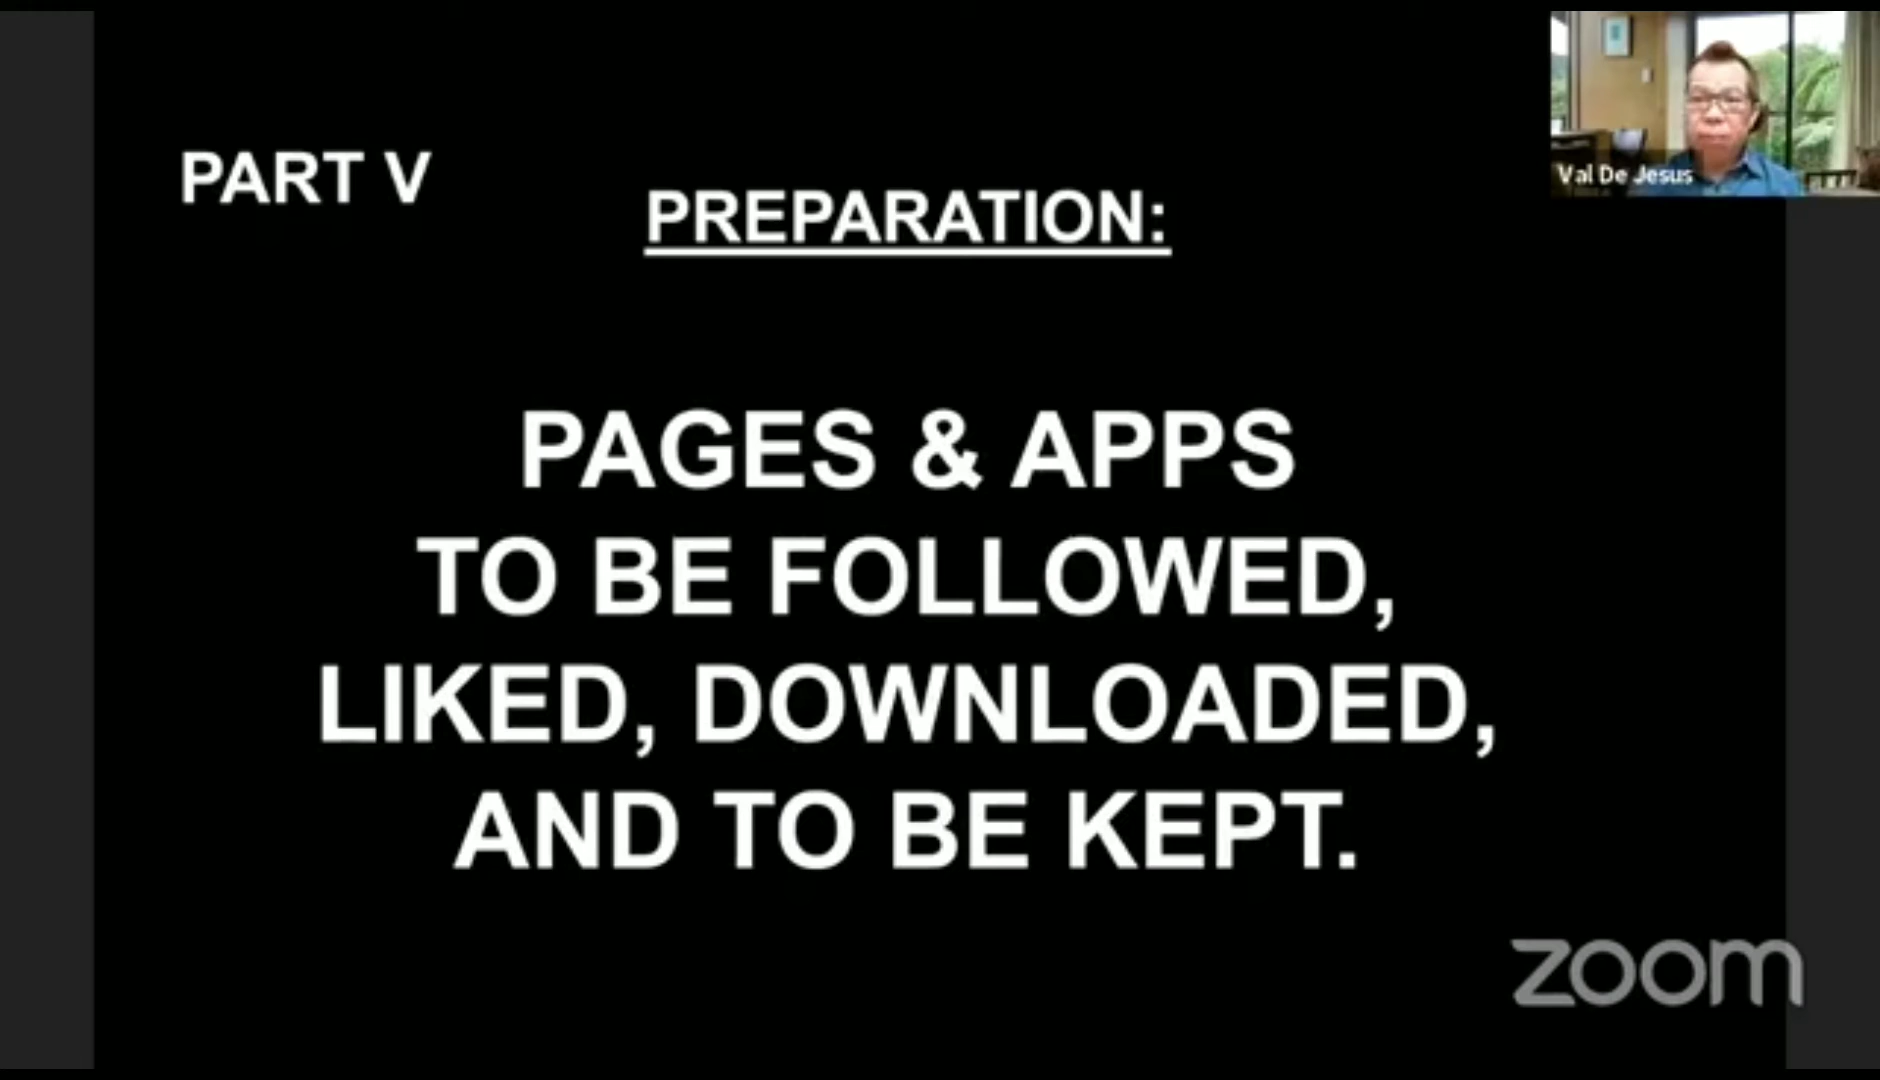 PART V
PREPARATION:
PAGES & APPS
TO BE FOLLOWED,
LIKED, DOWNLOADED,
AND TO BE KEPT.
Val De Jesus
zoom